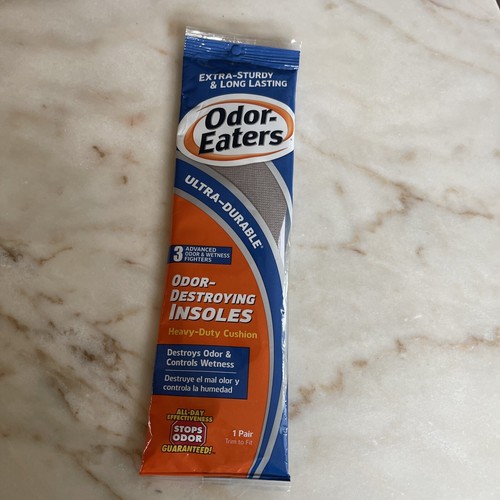 EXTRA-STURDY
& LONG LASTING
Odor-
Eaters
ULTRA-DURABLE
3 ADVANCED
ODOR & WETNESS
FIGHTERS
ODOR-
DESTROYING
INSOLES
Heavy-Duty Cushion
Destroys Odor &
Controls Wetness
Destruye el mal olor y
controla la humedad
ALL-DAY
EFFECTIVENESS
STOPS
ODOR
GUARANTEED!
1 Pair
Trim to Fit